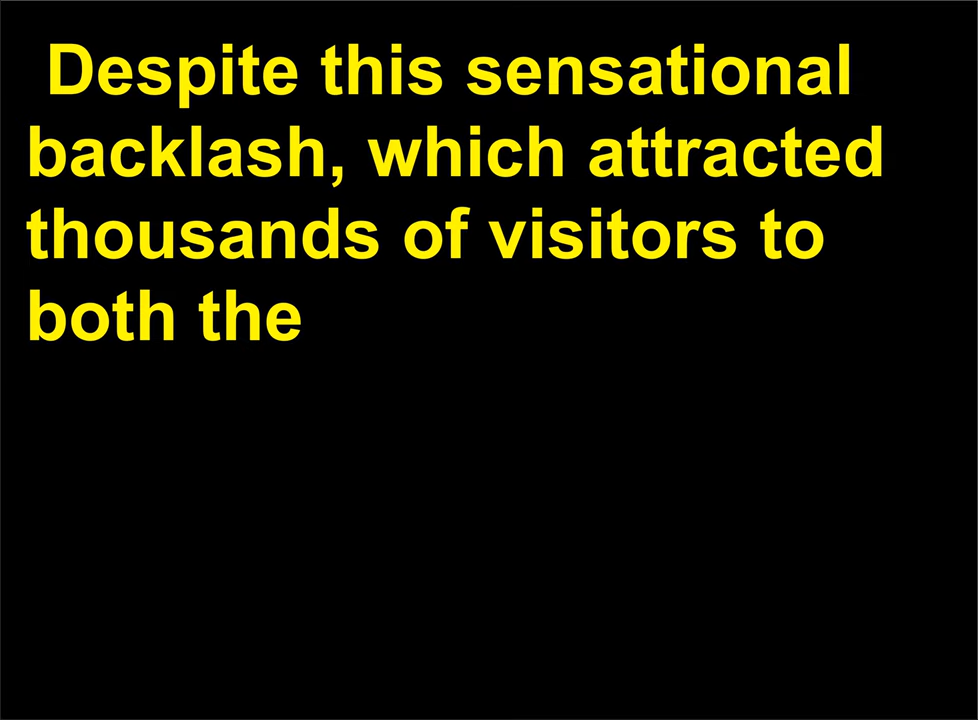 Despite this sensational
backlash, which attracted
thousands of visitors to
both the